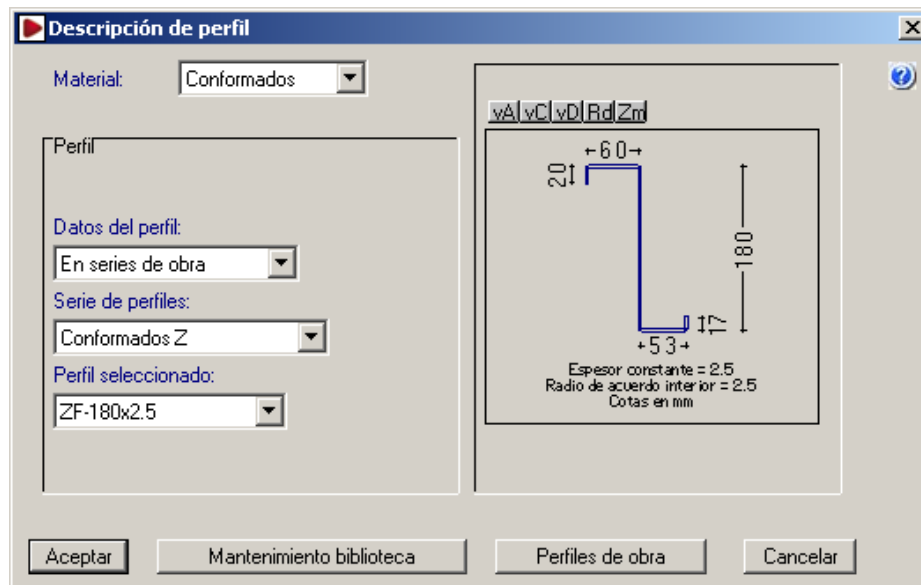 Descripción de perfil
Material:
Conformados
Perfil
Datos del perfil:
En series de obra
Serie de perfiles:
Conformados Z
Perfil seleccionado:
ZF-180x2.5
vA vC vD Rd Zm
60
20
180
17
53
Espesor constante = 2.5
Radio de acuerdo interior = 2.5
Cotas en mm
Aceptar
Mantenimiento biblioteca
Perfiles de obra
Cancelar